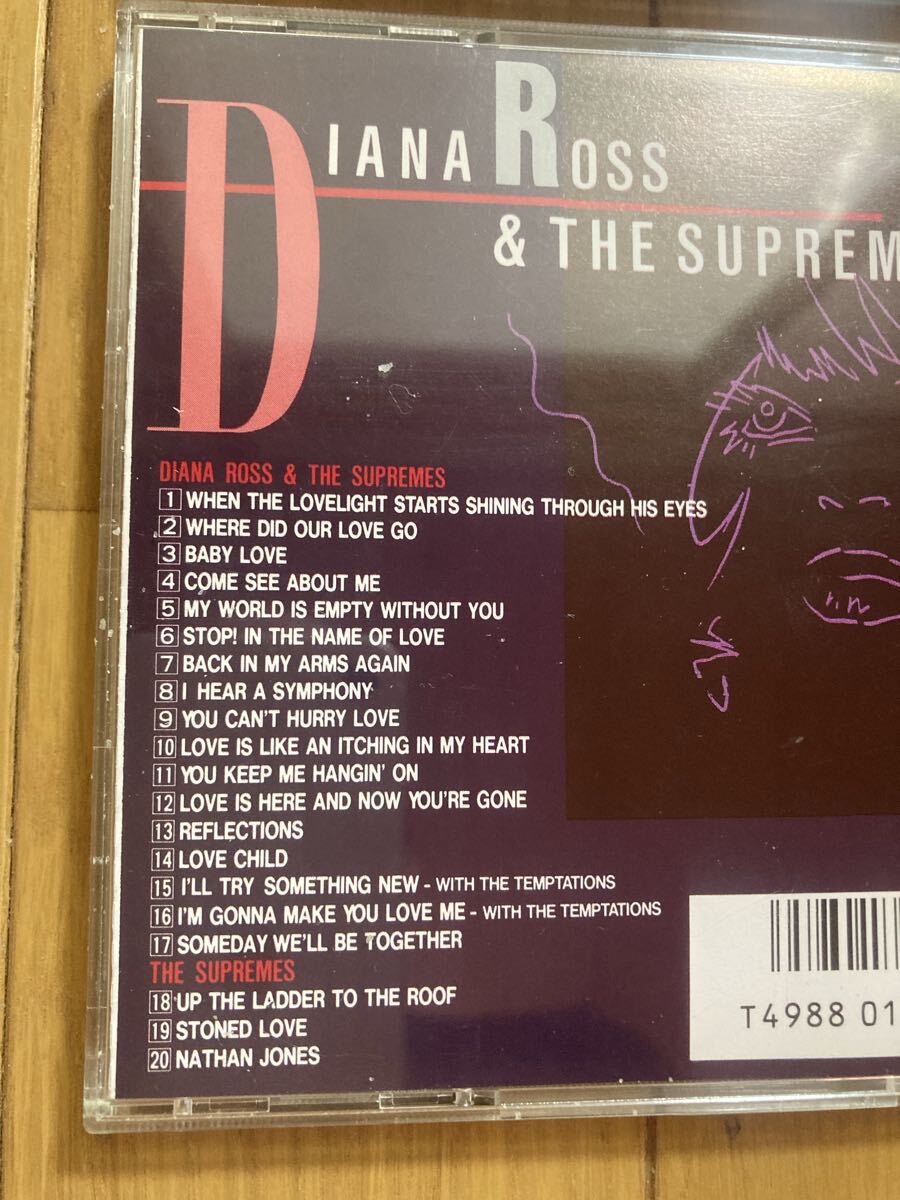 DIANA ROSS
& THE SUPREM
DIANA ROSS & THE SUPREMES
1 WHEN THE LOVELIGHT STARTS SHINING THROUGH HIS EYES
2 WHERE DID OUR LOVE GO
3 BABY LOVE
4 COME SEE ABOUT ME
5 MY WORLD IS EMPTY WITHOUT YOU
6 STOP! IN THE NAME OF LOVE
7 BACK IN MY ARMS AGAIN
8 I HEAR A SYMPHONY
9 YOU CAN'T HURRY LOVE
10 LOVE IS LIKE AN ITCHING IN MY HEART
11 YOU KEEP ME HANGIN' ON
12 LOVE IS HERE AND NOW YOU'RE GONE
13 REFLECTIONS
14 LOVE CHILD
15 I'LL TRY SOMETHING NEW - WITH THE TEMPTATIONS
16 I'M GONNA MAKE YOU LOVE ME - WITH THE TEMPTATIONS
17 SOMEDAY WE'LL BE TOGETHER
THE SUPREMES
18 UP THE LADDER TO THE ROOF
19 STONED LOVE
20 NATHAN JONES
T4988 01